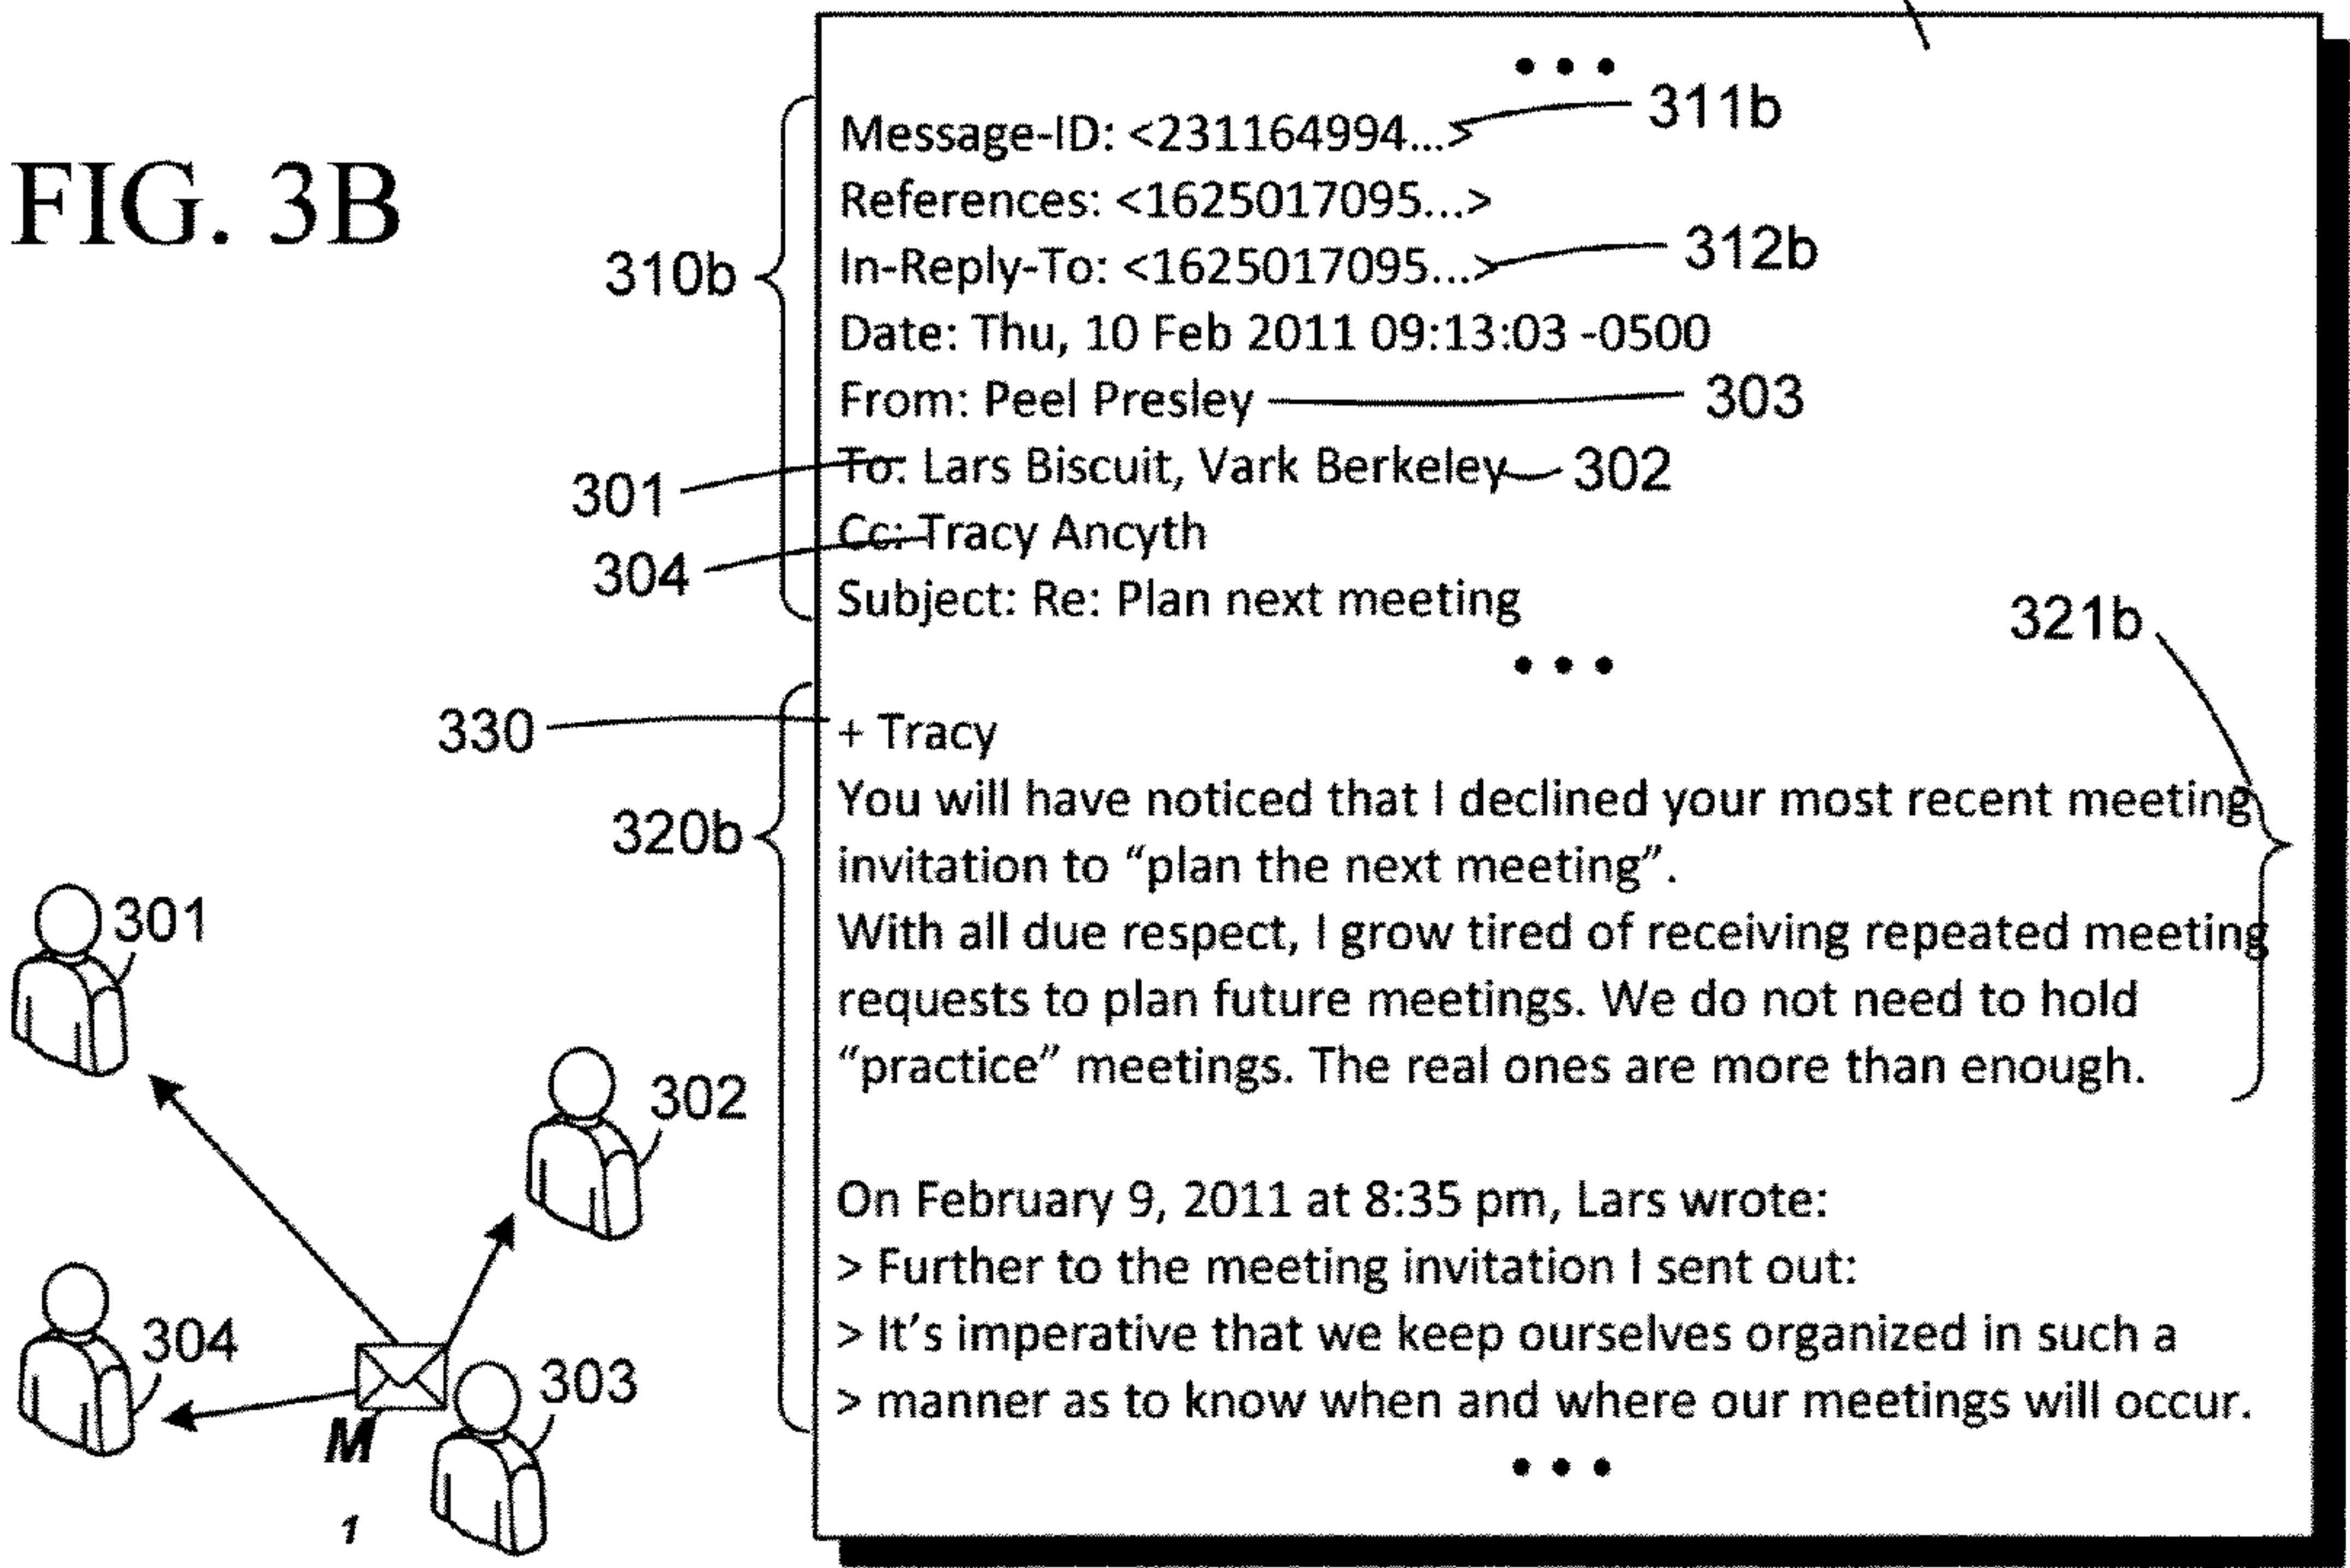 FIG. 3B
• • •
Message-ID: <231164994...>
311b
References: <1625017095...>
In-Reply-To: <1625017095...>
312b
310b
Date: Thu, 10 Feb 2011 09:13:03 -0500
From: Peel Presley
303
To: Lars Biscuit, Vark Berkeley
301
302
Cc: Tracy Ancyth
304
Subject: Re: Plan next meeting
• • •
321b
330
+ Tracy
You will have noticed that I declined your most recent meeting
invitation to “plan the next meeting”.
With all due respect, I grow tired of receiving repeated meeting
requests to plan future meetings. We do not need to hold
“practice” meetings. The real ones are more than enough.
320b
On February 9, 2011 at 8:35 pm, Lars wrote:
> Further to the meeting invitation I sent out:
> It’s imperative that we keep ourselves organized in such a
> manner as to know when and where our meetings will occur.
• • •
301
302
304
303
M
1